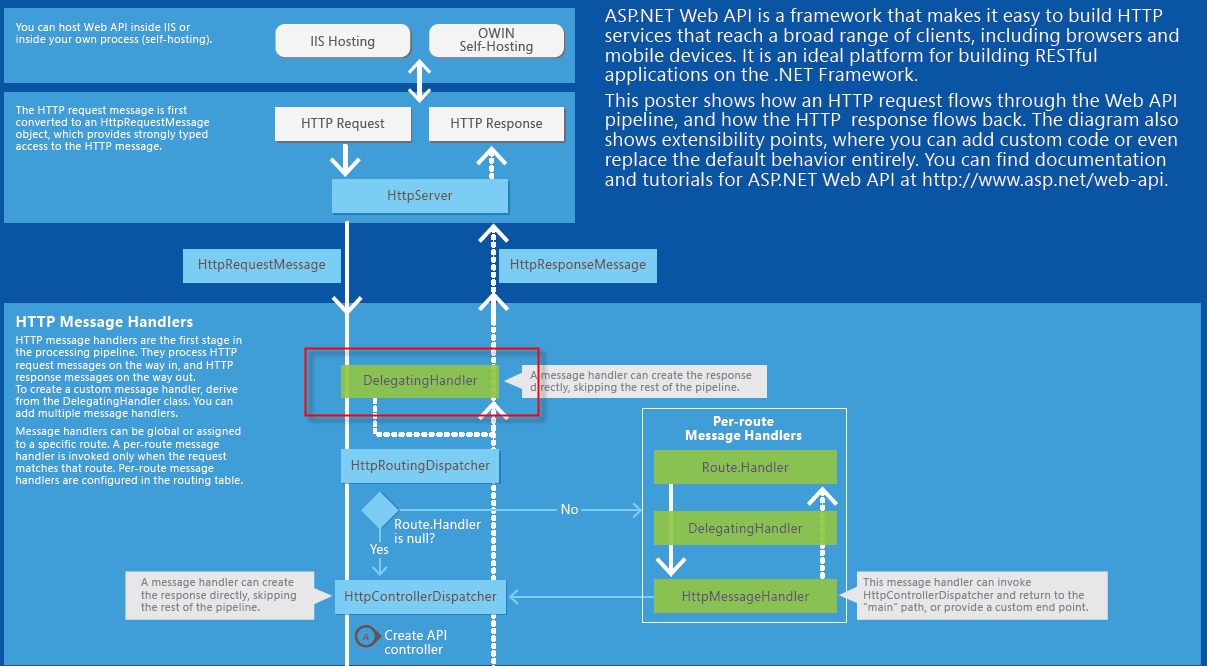 You can host Web API inside IIS or
inside your own process (self-hosting).
IIS Hosting
OWIN
Self-Hosting
ASP.NET Web API is a framework that makes it easy to build HTTP
services that reach a broad range of clients, including browsers and
mobile devices. It is an ideal platform for building RESTful
applications on the .NET Framework.
This poster shows how an HTTP request flows through the Web API
pipeline, and how the HTTP response flows back. The diagram also
shows extensibility points, where you can add custom code or even
replace the default behavior entirely. You can find documentation
and tutorials for ASP.NET Web API at http://www.asp.net/web-api.
The HTTP request message is first
converted to an HttpRequestMessage
object, which provides strongly typed
access to the HTTP message.
HTTP Request
HTTP Response
HttpServer
HttpRequestMessage
HttpResponseMessage
HTTP Message Handlers
HTTP message handlers are the first stage in
the processing pipeline. They process HTTP
request messages on the way in, and HTTP
response messages on the way out.
To create a custom message handler, derive
from the DelegatingHandler class. You can
add multiple message handlers.
Message handlers can be global or assigned
to a specific route. A per-route message
handler is invoked only when the request
matches that route. Per-route message
handlers are configured in the routing table.
DelegatingHandler
A message handler can create the response
directly, skipping the rest of the pipeline.
HttpRoutingDispatcher
Route.Handler
is null?
No
Yes
Per-route
Message Handlers
Route.Handler
DelegatingHandler
HttpMessageHandler
This message handler can invoke
HttpControllerDispatcher and return to the
"main" path, or provide a custom end point.
A message handler can create
the response directly, skipping
the rest of the pipeline.
HttpControllerDispatcher
A
Create API
controller